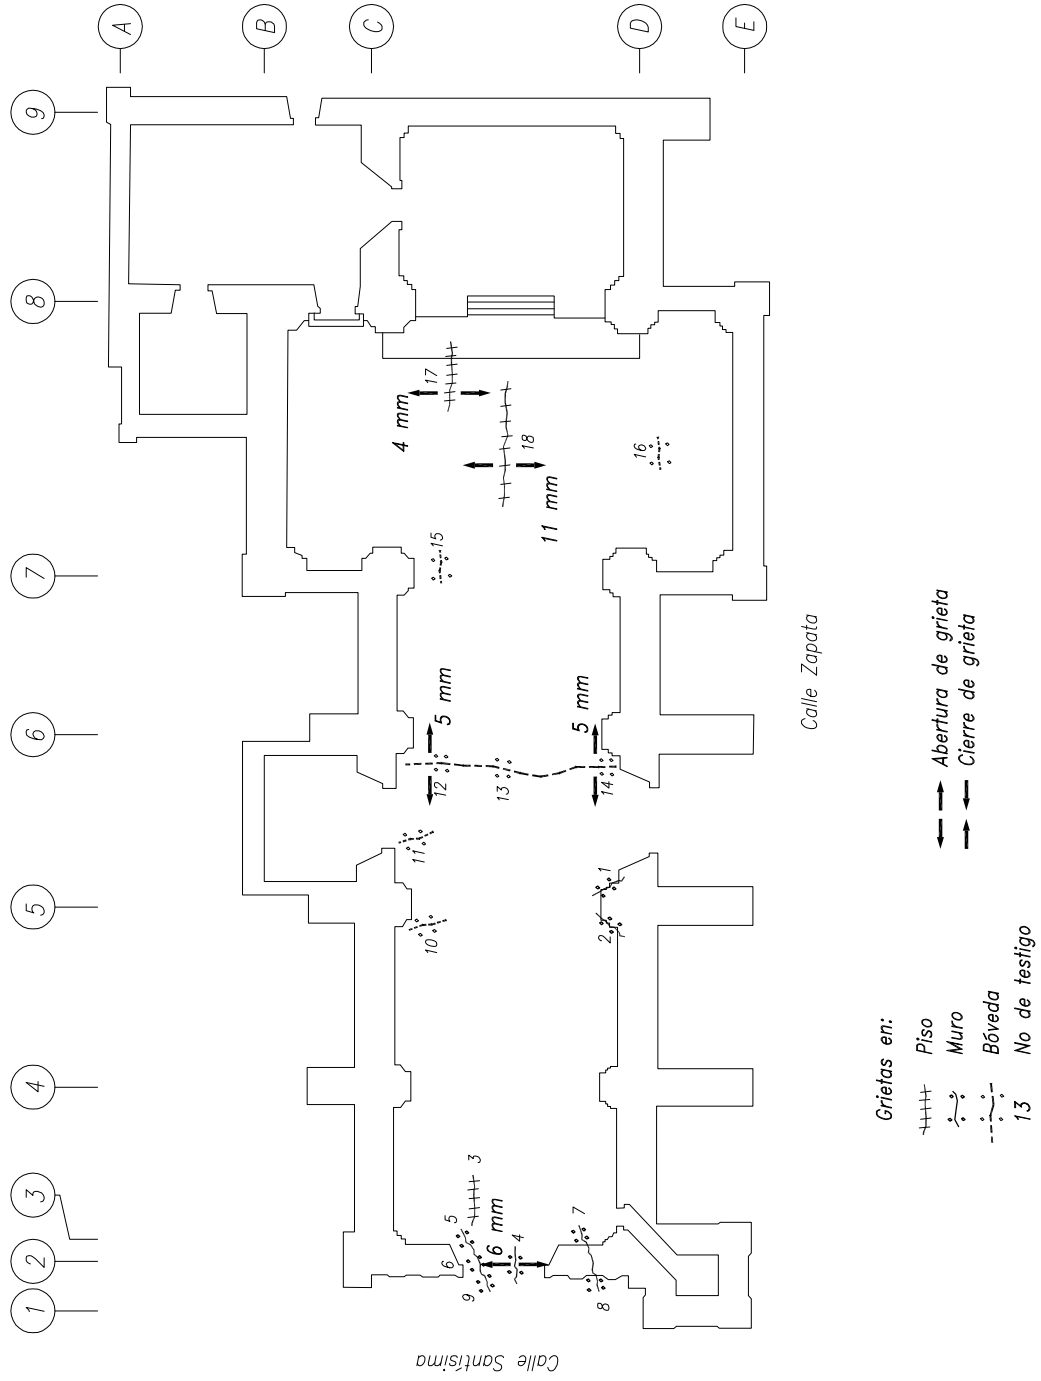 A
B
C
D
E
9
8
7
6
5
4
3
2
1
17
4 mm
18
11 mm
16
15
5 mm
5 mm
12
13
14
11
10
1
2
3
5
6 mm
4
7
6
9
8
Calle Zapata
Calle Santísima
Abertura de grieta
Cierre de grieta
Grietas en:
Piso
Muro
Bóveda
13 No de testigo